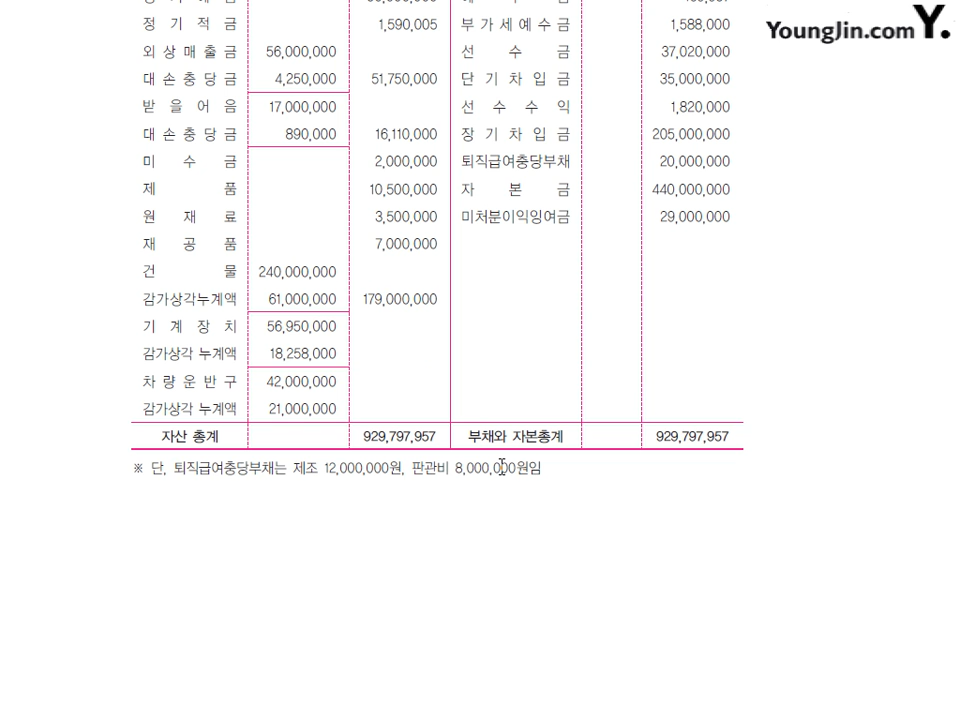 YoungJin.com Y.
정 기 적 금 1,590,005 부 가 세 예 수 금 1,588,000
외 상 매 출 금 56,000,000 선 수 금 37,020,000
대 손 충 당 금 4,250,000 51,750,000 단 기 차 입 금 35,000,000
받 을 어 음 17,000,000 선 수 수 익 1,820,000
대 손 충 당 금 890,000 16,110,000 장 기 차 입 금 205,000,000
미 수 금 2,000,000 퇴직급여충당부채 20,000,000
제 품 10,500,000 자 본 금 440,000,000
원 재 료 3,500,000 미처분이익잉여금 29,000,000
재 공 품 7,000,000
건 물 240,000,000
감가상각누계액 61,000,000 179,000,000
기 계 장 치 56,950,000
감가상각 누계액 18,258,000
차 량 운 반 구 42,000,000
감가상각 누계액 21,000,000
자산 총계 929,797,957 부채와 자본총계 929,797,957
※ 단, 퇴직급여충당부채는 제조 12,000,000원, 판관비 8,000,000원임